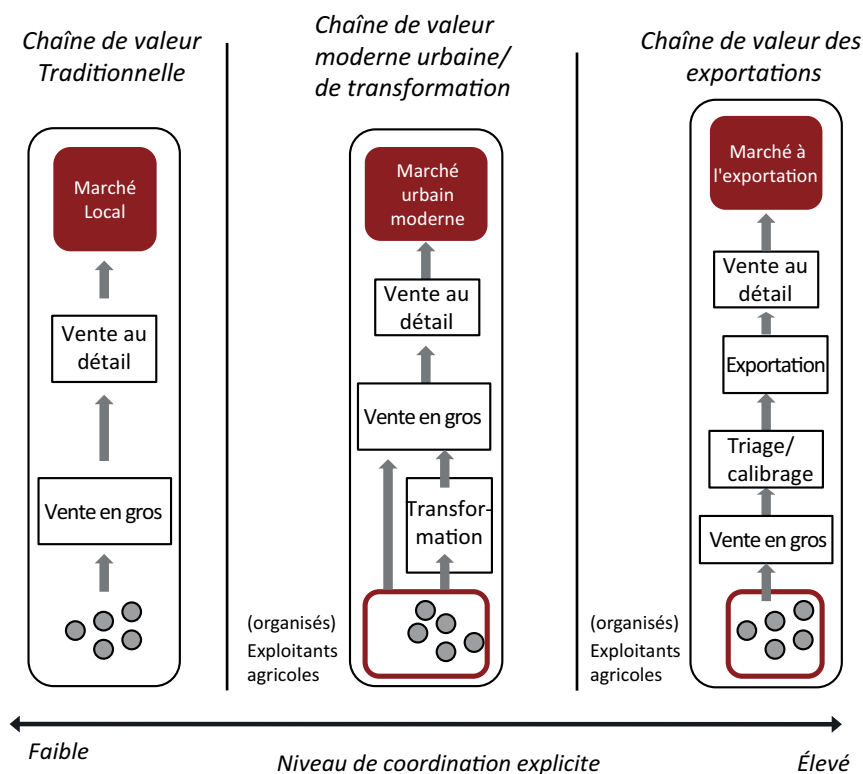 Chaîne de valeur
Traditionnelle
Marché
Local
Vente au
détail
Vente en gros
Chaîne de valeur
moderne urbaine/
de transformation
Marché
urbain
moderne
Vente au
détail
Vente en gros
Transfor-
mation
(organisés)
Exploitants
agricoles
Chaîne de valeur des
exportations
Marché à
l'exportation
Vente au
détail
Exportation
Triage/
calibrage
Vente en gros
(organisés)
Exploitants
agricoles
Faible
Niveau de coordination explicite
Élevé